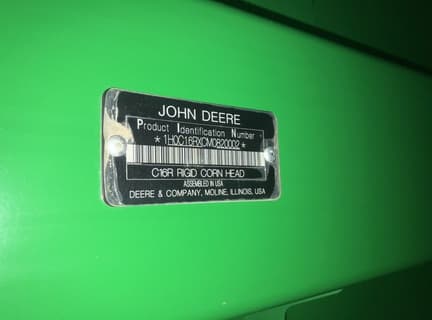 JOHN DEERE
Product Identification Number
*1H0C16RXCM0820002*
C16R RIGID CORN HEAD
ASSEMBLED IN USA
DEERE & COMPANY, MOLINE, ILLINOIS, USA